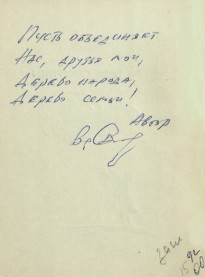 Пусть объединяет
Нас, друзья мои,
Дерево народа,
Дерево семьи!
Автор